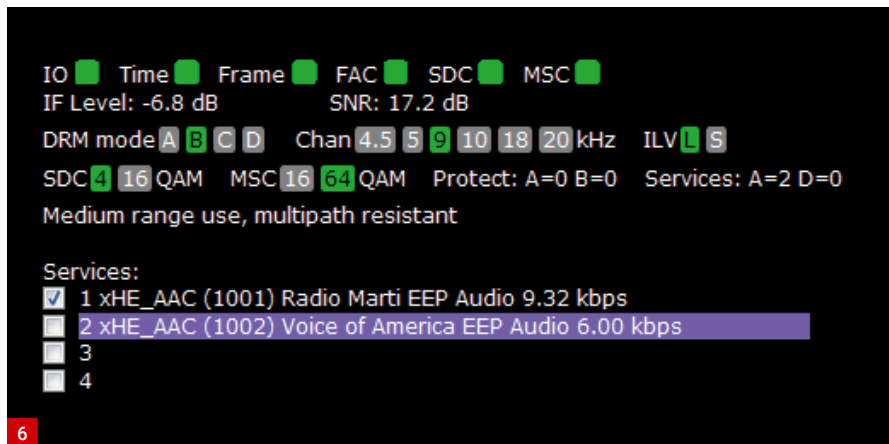 IO Time Frame FAC SDC MSC
IF Level: -6.8 dB SNR: 17.2 dB
DRM mode A B C D Chan 4.5 5 9 10 18 20 kHz ILV L S
SDC 4 16 QAM MSC 16 64 QAM Protect: A=0 B=0 Services: A=2 D=0
Medium range use, multipath resistant
Services:
1 xHE_AAC (1001) Radio Marti EEP Audio 9.32 kbps
2 xHE_AAC (1002) Voice of America EEP Audio 6.00 kbps
3
4
6